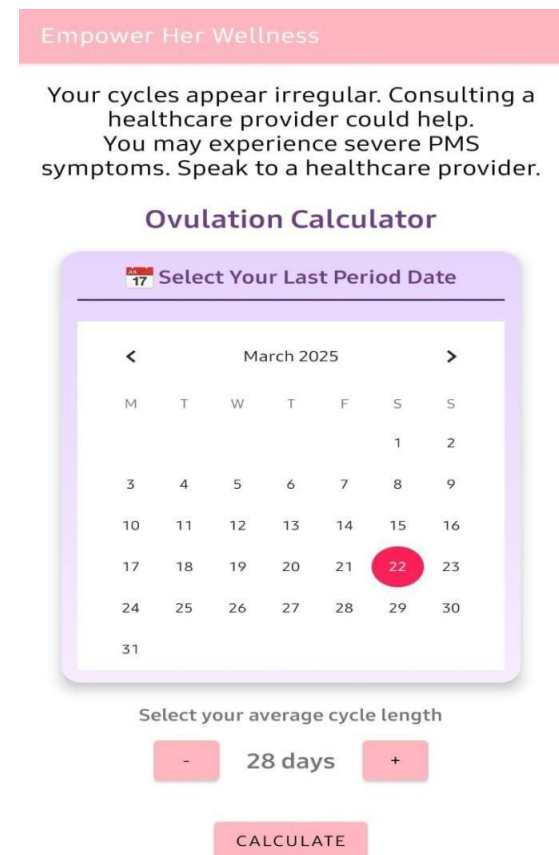 Empower Her Wellness
Your cycles appear irregular. Consulting a
healthcare provider could help.
You may experience severe PMS
symptoms. Speak to a healthcare provider.
Ovulation Calculator
17 Select Your Last Period Date
< March 2025 >
M T W T F S S
1 2
3 4 5 6 7 8 9
10 11 12 13 14 15 16
17 18 19 20 21 22 23
24 25 26 27 28 29 30
31
Select your average cycle length
- 28 days +
CALCULATE